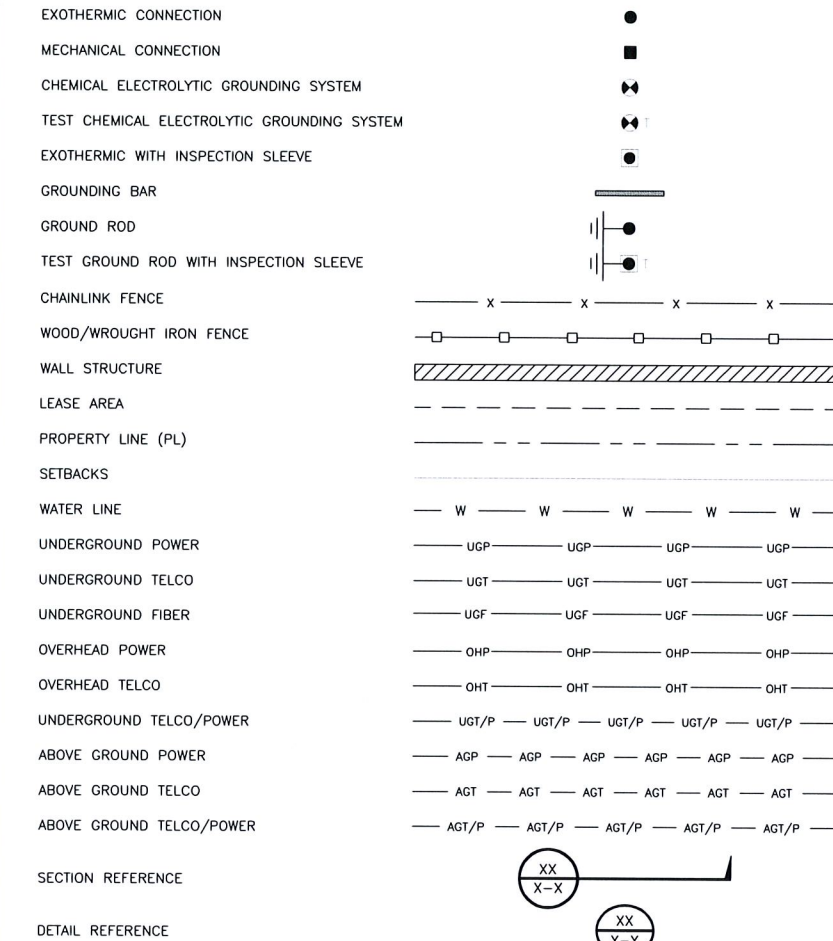 EXOTHERMIC CONNECTION
MECHANICAL CONNECTION
CHEMICAL ELECTROLYTIC GROUNDING SYSTEM
TEST CHEMICAL ELECTROLYTIC GROUNDING SYSTEM T
EXOTHERMIC WITH INSPECTION SLEEVE
GROUNDING BAR
GROUND ROD
TEST GROUND ROD WITH INSPECTION SLEEVE T
CHAINLINK FENCE X X X X
WOOD/WROUGHT IRON FENCE
WALL STRUCTURE
LEASE AREA
PROPERTY LINE (PL)
SETBACKS
WATER LINE W W W W W
UNDERGROUND POWER UGP UGP UGP UGP
UNDERGROUND TELCO UGT UGT UGT UGT
UNDERGROUND FIBER UGF UGF UGF UGF
OVERHEAD POWER OHP OHP OHP OHP
OVERHEAD TELCO OHT OHT OHT OHT
UNDERGROUND TELCO/POWER UGT/P UGT/P UGT/P UGT/P UGT/P
ABOVE GROUND POWER AGP AGP AGP AGP AGP AGP
ABOVE GROUND TELCO AGT AGT AGT AGT AGT AGT
ABOVE GROUND TELCO/POWER AGT/P AGT/P AGT/P AGT/P AGT/P
XX
SECTION REFERENCE
X-X
XX
DETAIL REFERENCE
X-X